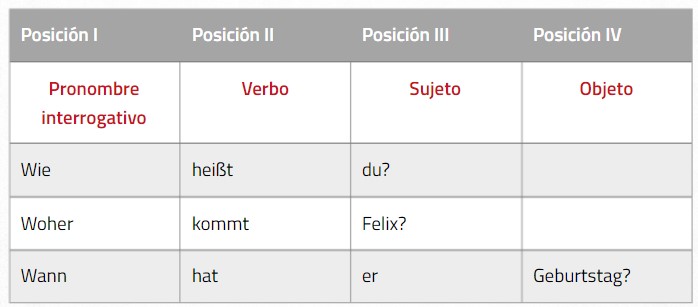 Posición I Posición II Posición III Posición IV
Pronombre interrogativo Verbo Sujeto Objeto
Wie heißt du?
Woher kommt Felix?
Wann hat er Geburtstag?